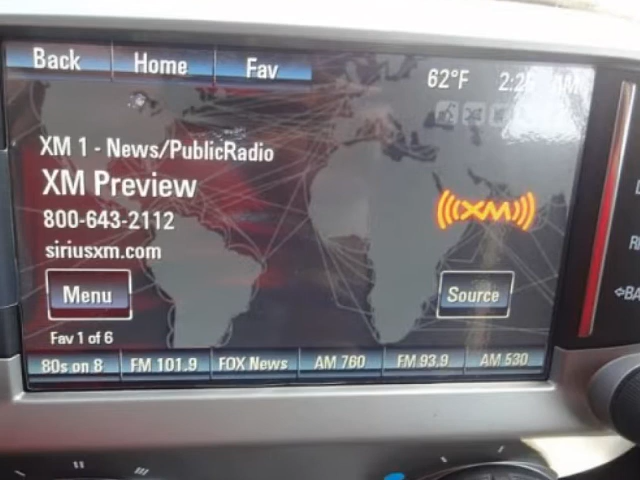 Back Home Fav
62°F
XM 1 - News/PublicRadio
XM Preview
800-643-2112
siriusxm.com
((XM))
Menu Source
Fav 1 of 6
80s on 8 FM 101.9 FOX News AM 760 FM 93.9 AM 530